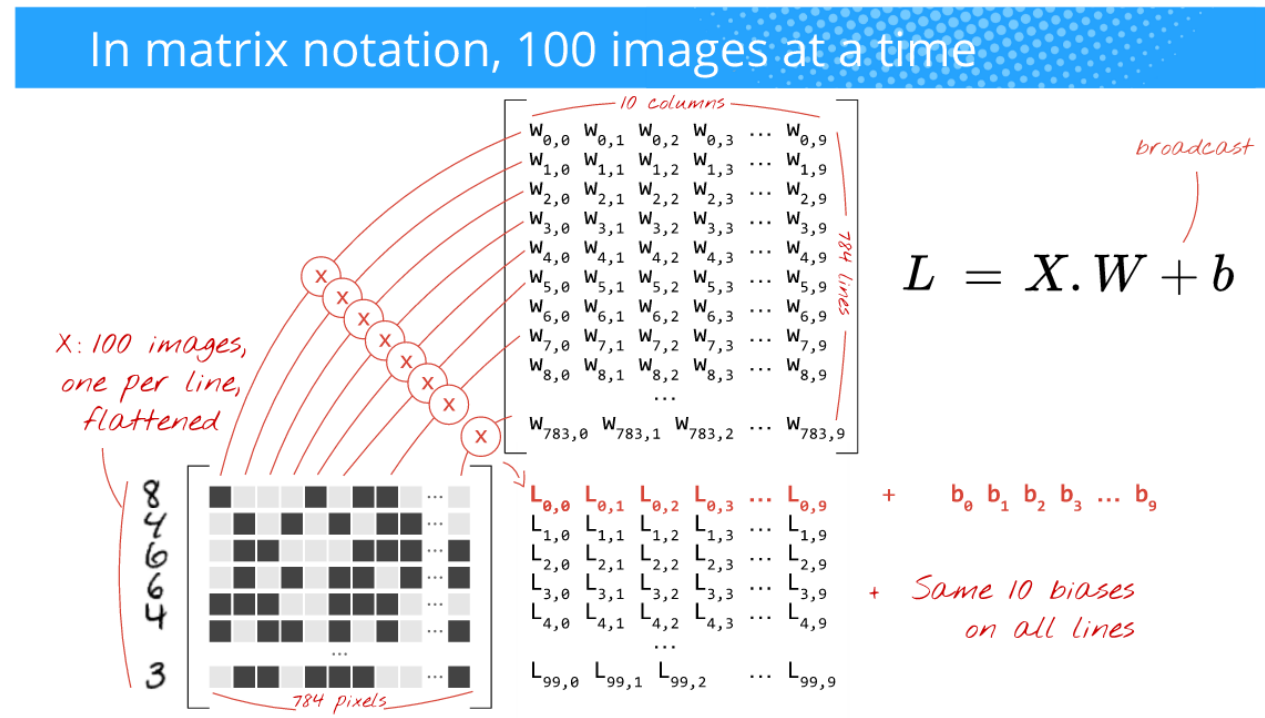 In matrix notation, 100 images at a time
10 columns
W0,0 W0,1 W0,2 W0,3 ... W0,9
W1,0 W1,1 W1,2 W1,3 ... W1,9
W2,0 W2,1 W2,2 W2,3 ... W2,9
W3,0 W3,1 W3,2 W3,3 ... W3,9
W4,0 W4,1 W4,2 W4,3 ... W4,9
W5,0 W5,1 W5,2 W5,3 ... W5,9
W6,0 W6,1 W6,2 W6,3 ... W6,9
W7,0 W7,1 W7,2 W7,3 ... W7,9
W8,0 W8,1 W8,2 W8,3 ... W8,9
...
W783,0 W783,1 W783,2 ... W783,9
784 lines
broadcast
L = X.W + b
x
x
x
x
x
x
x
x
X: 100 images,
one per line,
flattened
8
4
6
6
4
3
...
...
...
...
...
...
...
...
784 pixels
L0,0 L0,1 L0,2 L0,3 ... L0,9 + b0 b1 b2 b3 ... b9
L1,0 L1,1 L1,2 L1,3 ... L1,9
L2,0 L2,1 L2,2 L2,3 ... L2,9
L3,0 L3,1 L3,2 L3,3 ... L3,9
L4,0 L4,1 L4,2 L4,3 ... L4,9
...
L99,0 L99,1 L99,2 ... L99,9
+ Same 10 biases
on all lines